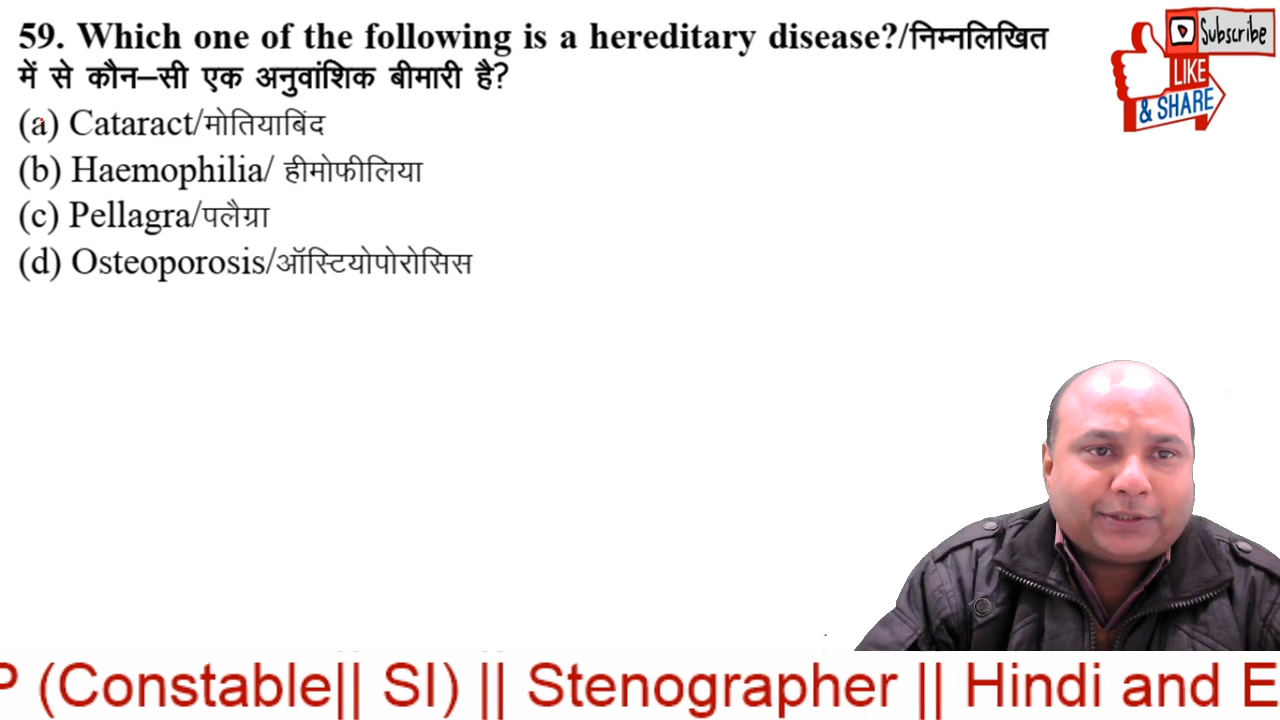 59. Which one of the following is a hereditary disease?/निम्नलिखित
में से कौन–सी एक अनुवांशिक बीमारी है?
(a) Cataract/मोतियाबिंद
(b) Haemophilia/ हीमोफीलिया
(c) Pellagra/पलैग्रा
(d) Osteoporosis/ऑस्टियोपोरोसिस
Subscribe
LIKE
& SHARE
P (Constable|| SI) || Stenographer || Hindi and E